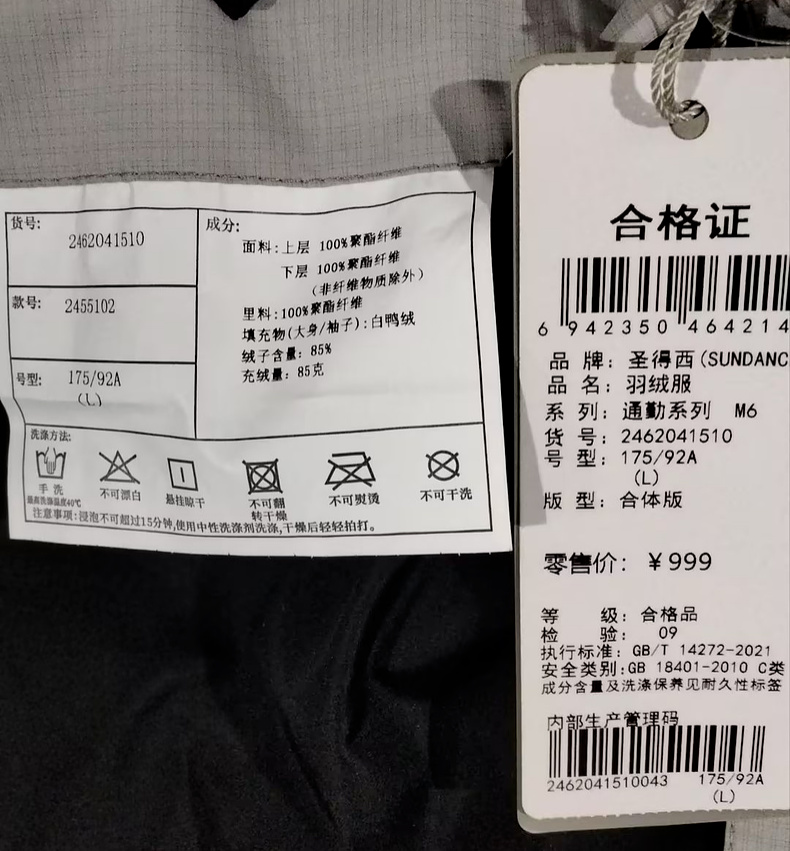 货号:
2462041510
款号:
2455102
号型:
175/92A
(L)
成分:
面料:上层 100%聚酯纤维
下层 100%聚酯纤维
(非纤维物质除外)
里料:100%聚酯纤维
填充物(大身/袖子):白鸭绒
绒子含量: 85%
充绒量: 85克
洗涤方法:
手 洗
最高洗涤温度40℃
不可漂白
悬挂晾干
不可翻
转干燥
不可熨烫
不可干洗
注意事项:浸泡不可超过15分钟,使用中性洗涤剂洗涤,干燥后轻轻拍打。
合格证
6 942350 464214
品 牌: 圣得西(SUNDANC
品 名: 羽绒服
系 列: 通勤系列 M6
货 号: 2462041510
号 型: 175/92A
(L)
版 型: 合体版
零售价: ￥999
等 级: 合格品
检 验: 09
执行标准: GB/T 14272-2021
安全类别:GB 18401-2010 C类
成分含量及洗涤保养见耐久性标签
内部生产管理码
2462041510043 175/92A
(L)